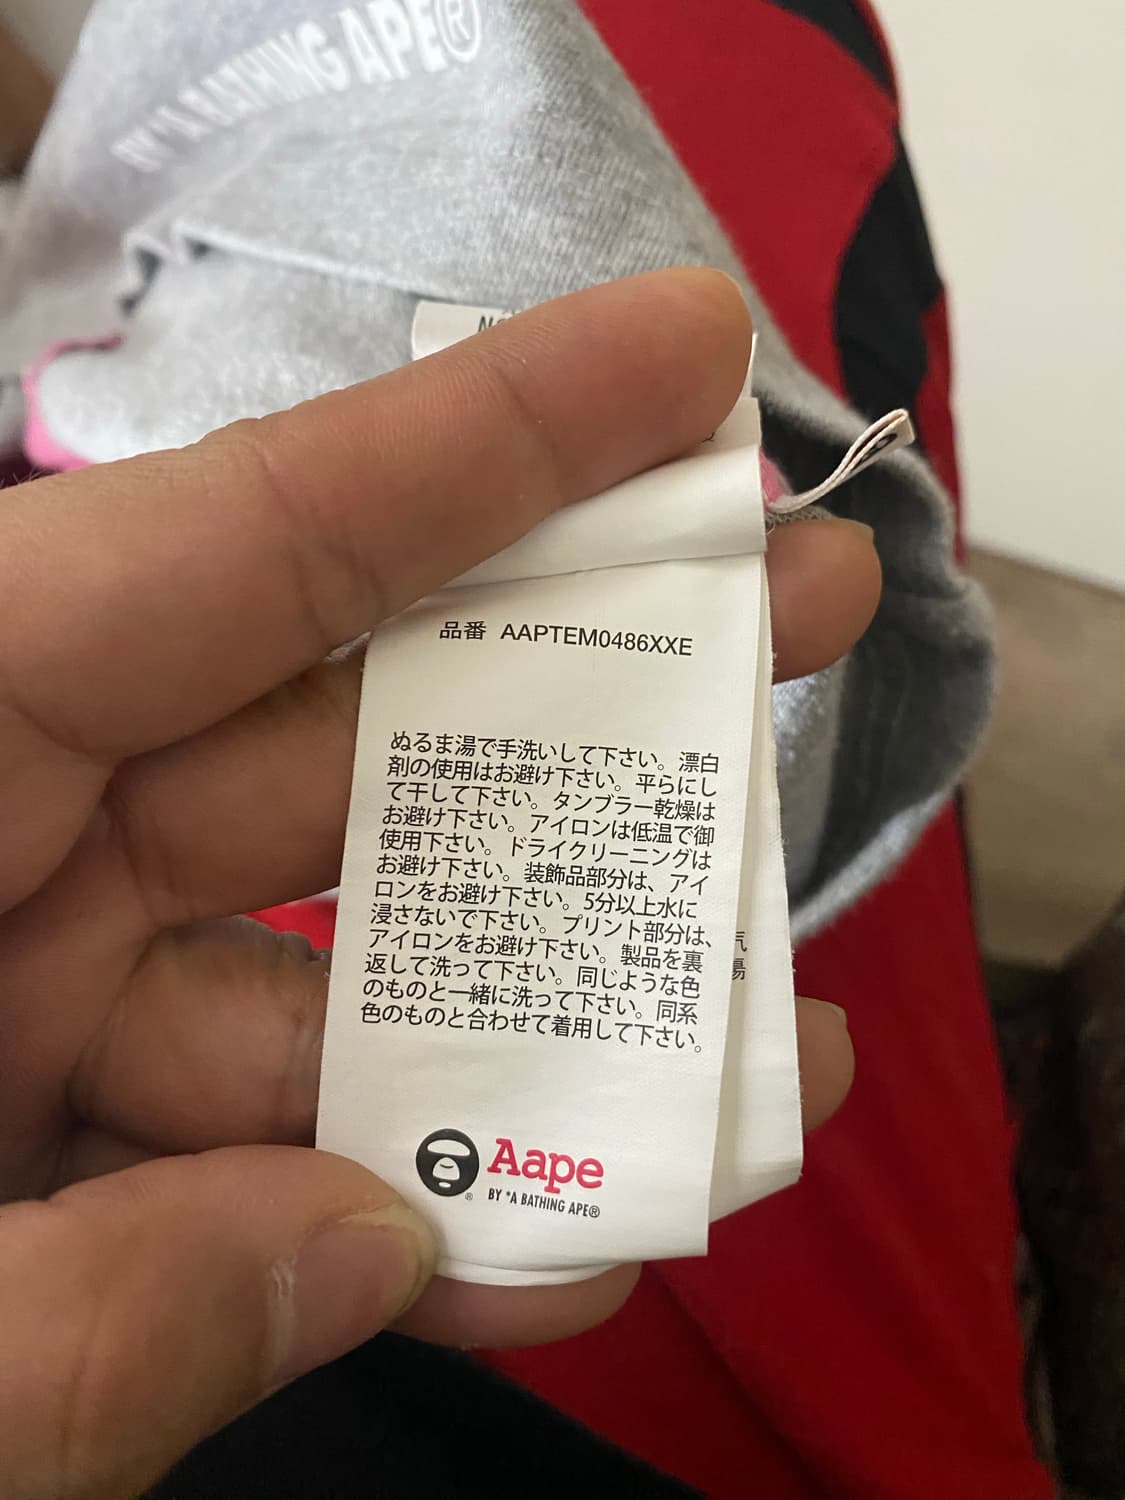 BY *A BATHING APE®
品番 AAPTEM0486XXE
ぬるま湯で手洗いして下さい。漂白
剤の使用はお避け下さい。平らにし
て干して下さい。タンブラー乾燥は
お避け下さい。アイロンは低温で御
使用下さい。ドライクリーニングは
お避け下さい。装飾品部分は、アイ
ロンをお避け下さい。5分以上水に
浸さないで下さい。プリント部分は、
アイロンをお避け下さい。製品を裏
返して洗って下さい。同じような色
のものと一緒に洗って下さい。同系
色のものと合わせて着用して下さい。
気
湯
Aape
BY *A BATHING APE®